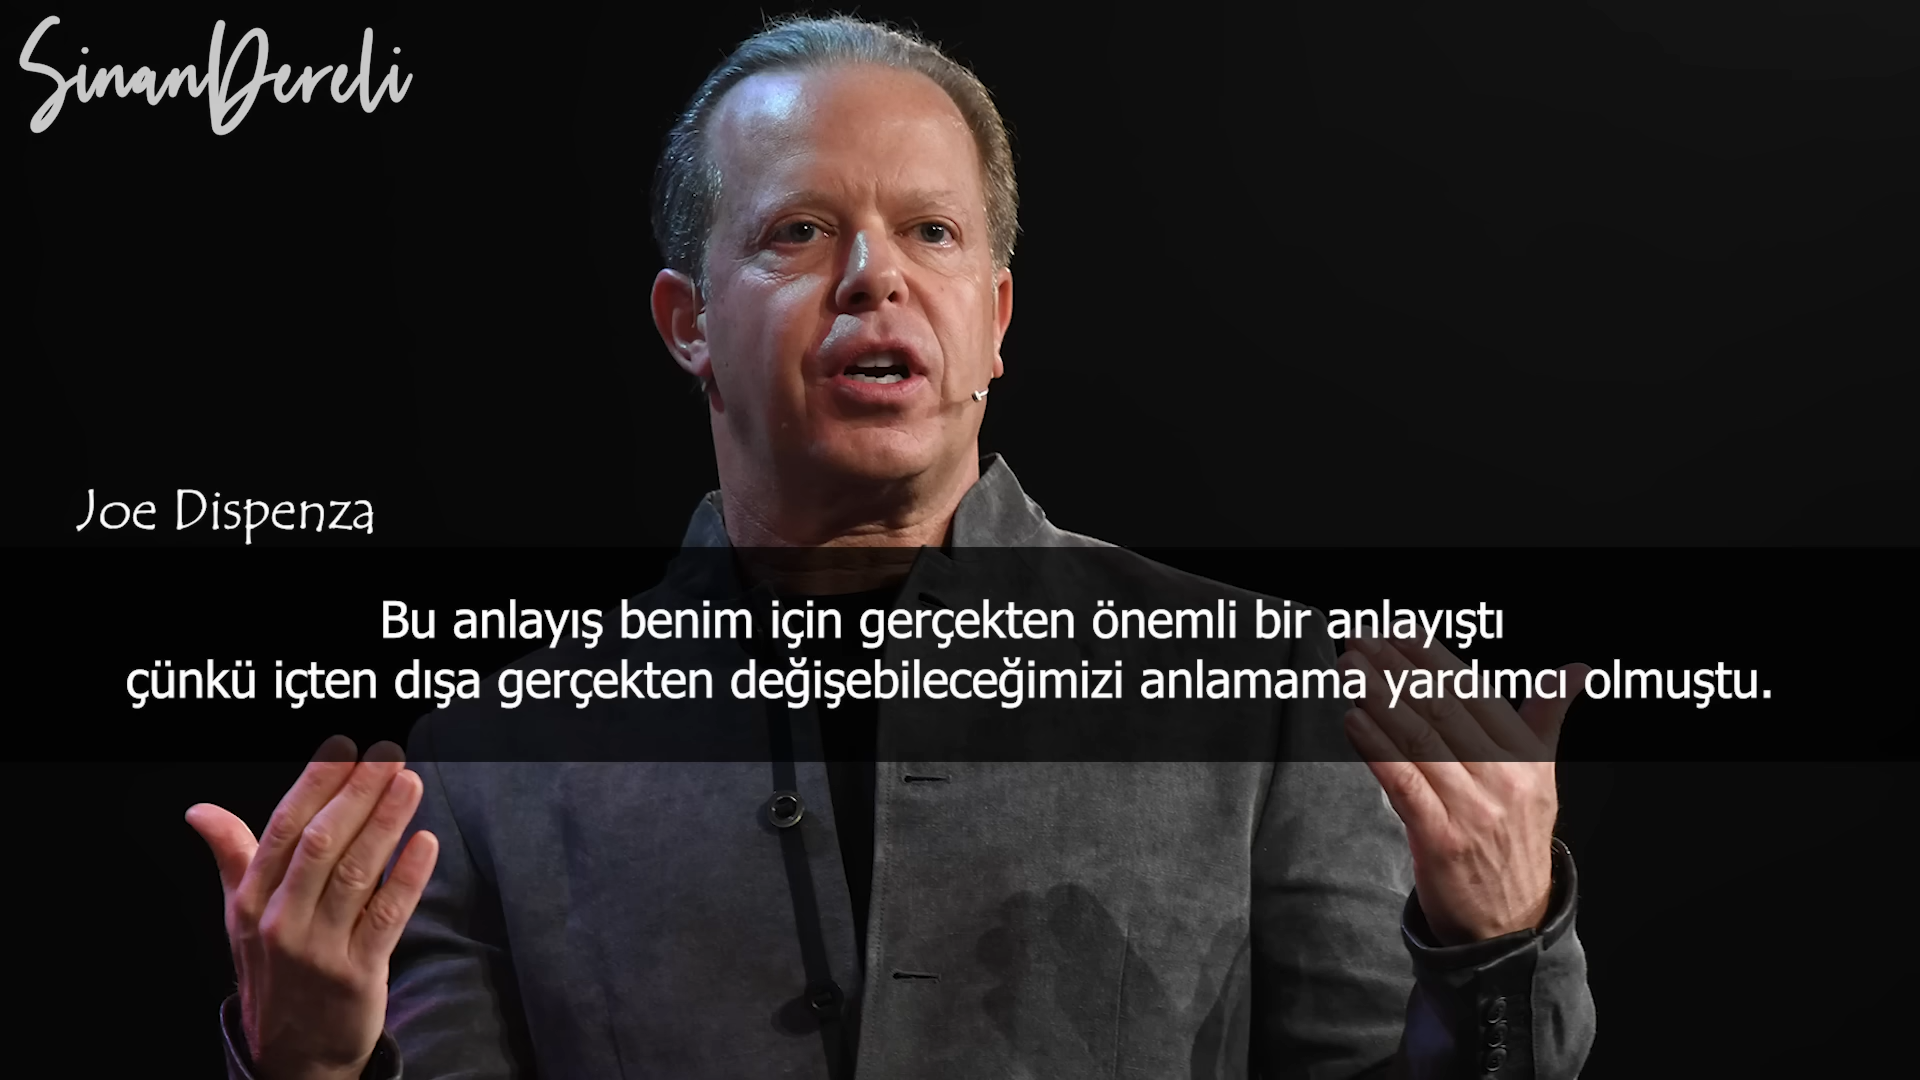 SinanDereli
Joe Dispenza
Bu anlayış benim için gerçekten önemli bir anlayıştı
çünkü içten dışa gerçekten değişebileceğimizi anlamama yardımcı olmuştu.